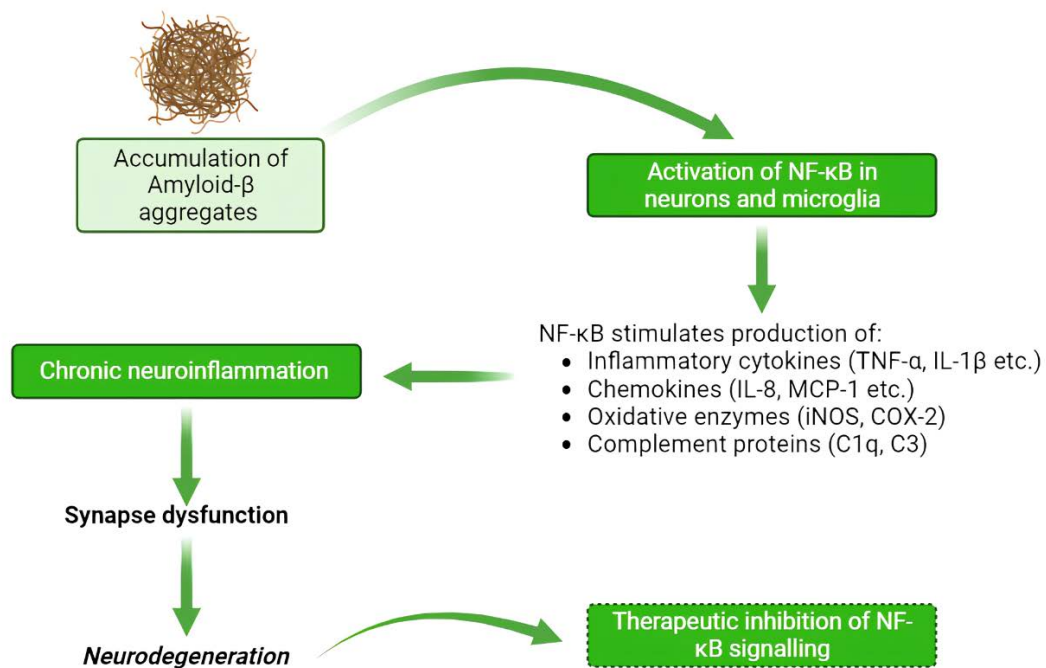 Accumulation of
Amyloid-β
aggregates
Activation of NF-κB in
neurons and microglia
NF-κB stimulates production of:
• Inflammatory cytokines (TNF-α, IL-1β etc.)
• Chemokines (IL-8, MCP-1 etc.)
• Oxidative enzymes (iNOS, COX-2)
• Complement proteins (C1q, C3)
Chronic neuroinflammation
Synapse dysfunction
Neurodegeneration
Therapeutic inhibition of NF-
κB signalling